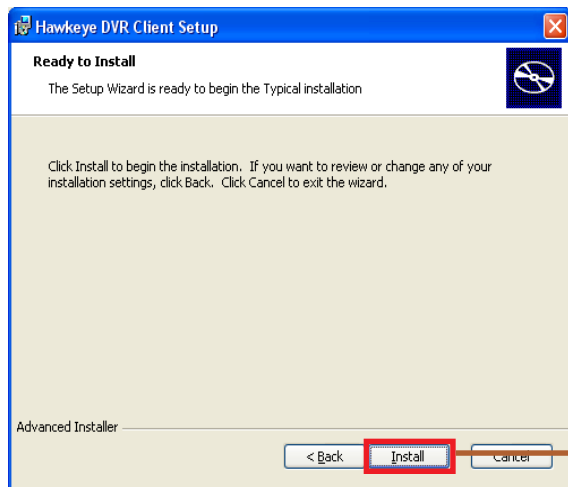 Hawkeye DVR Client Setup
Ready to Install
The Setup Wizard is ready to begin the Typical installation
Click Install to begin the installation. If you want to review or change any of your
installation settings, click Back. Click Cancel to exit the wizard.
Advanced Installer
< Back Install Cancel